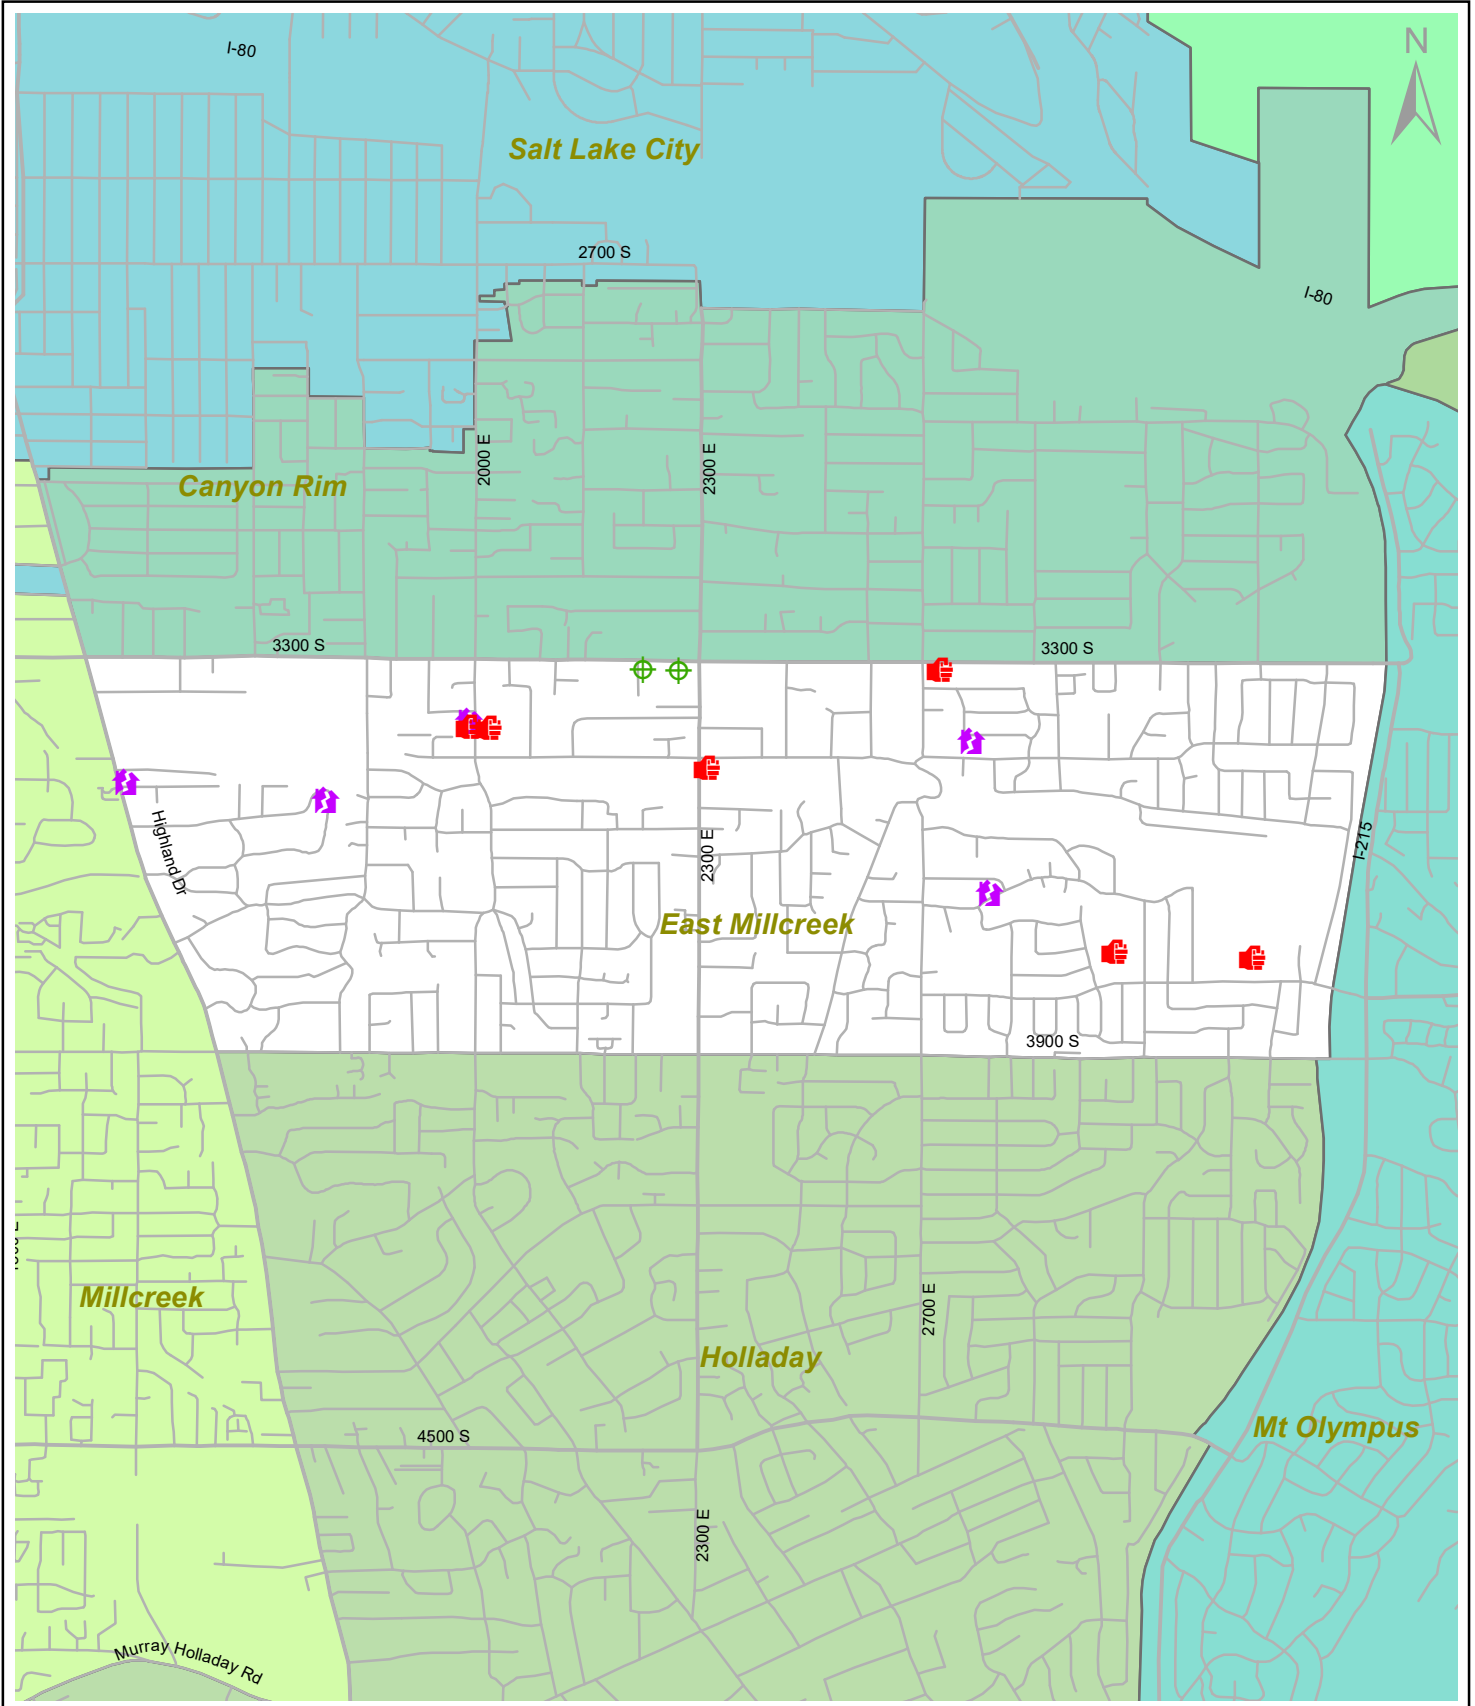 N
I-80
Salt Lake City
2700 S
I-80
2000 E
2300 E
Canyon Rim
3300 S
3300 S
Highland Dr
2300 E
I-215
East Millcreek
3900 S
Millcreek
2700 E
Holladay
Mt Olympus
4500 S
2300 E
Murray Holladay Rd